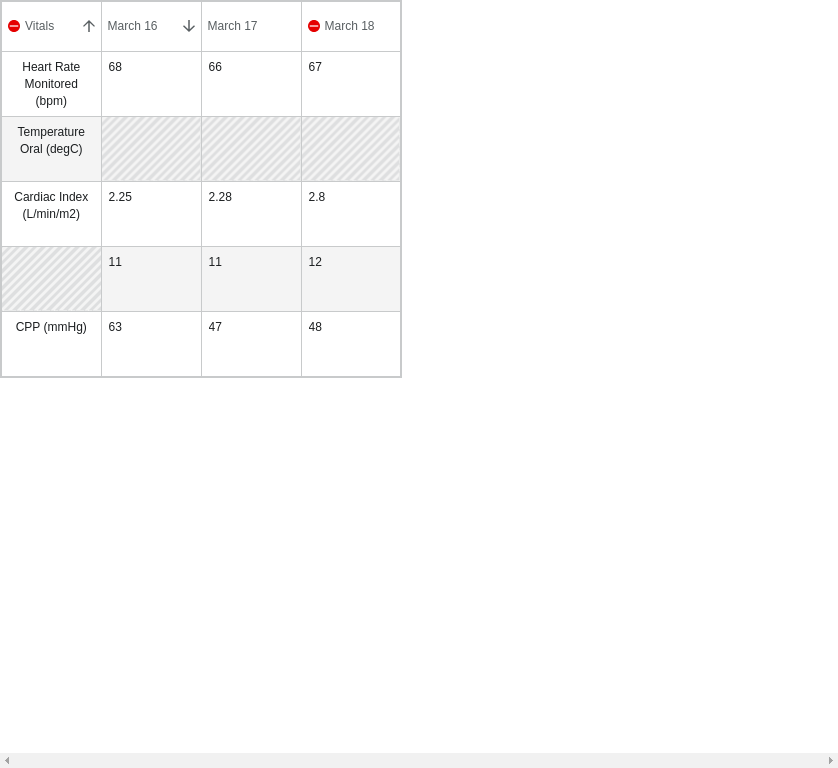 Vitals March 16 March 17 March 18
Heart Rate
Monitored
(bpm) 68 66 67
Temperature
Oral (degC)
Cardiac Index
(L/min/m2) 2.25 2.28 2.8
11 11 12
CPP (mmHg) 63 47 48